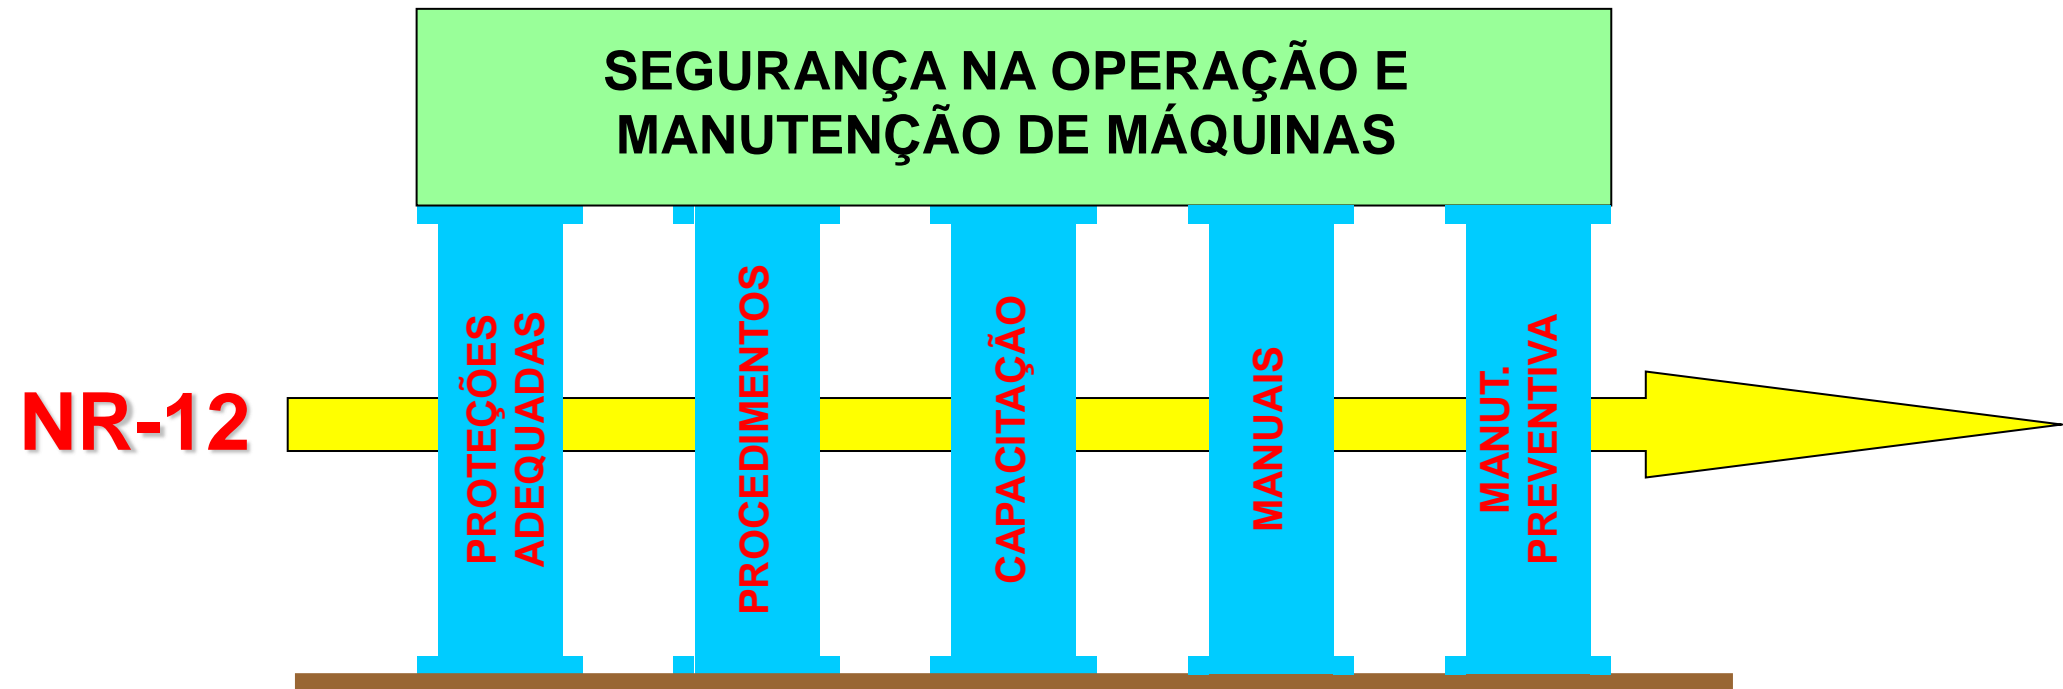 SEGURANÇA NA OPERAÇÃO E
MANUTENÇÃO DE MÁQUINAS
NR-12
PROTEÇÕES
ADEQUADAS
PROCEDIMENTOS
CAPACITAÇÃO
MANUAIS
MANUT.
PREVENTIVA